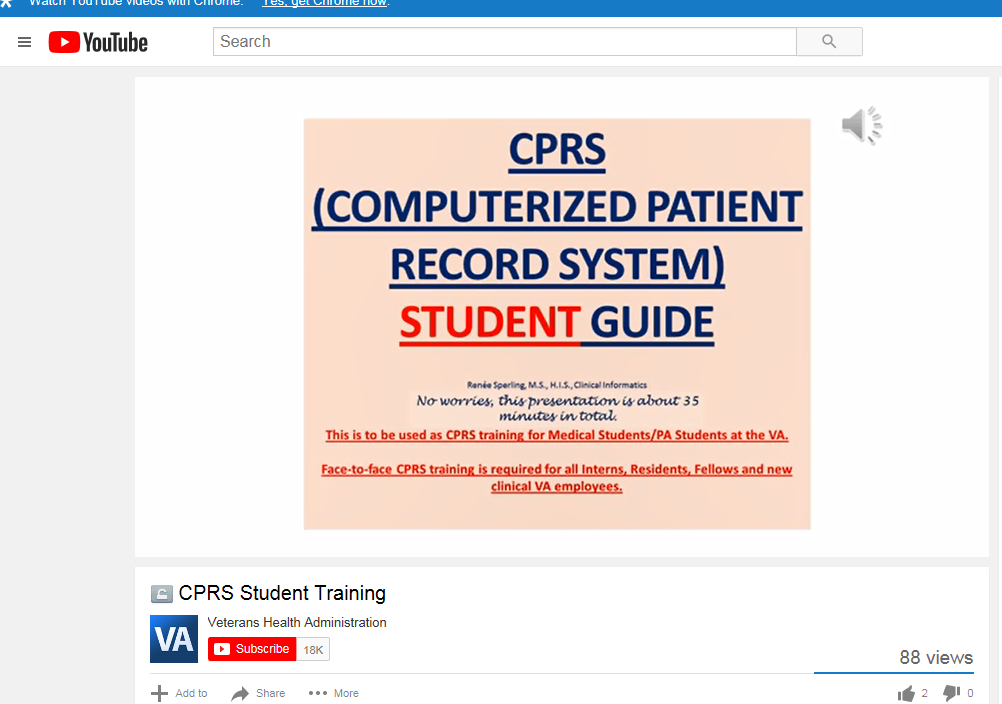 Watch YouTube videos with Chrome. Yes, get Chrome now.
YouTube
Search
CPRS
(COMPUTERIZED PATIENT
RECORD SYSTEM)
STUDENT GUIDE
Renée Sperling, M.S., H.I.S., Clinical Informatics
No worries, this presentation is about 35
minutes in total.
This is to be used as CPRS training for Medical Students/PA Students at the VA.
Face-to-face CPRS training is required for all Interns, Residents, Fellows and new
clinical VA employees.
CPRS Student Training
VA
Veterans Health Administration
Subscribe 18K
88 views
Add to Share More 2 0